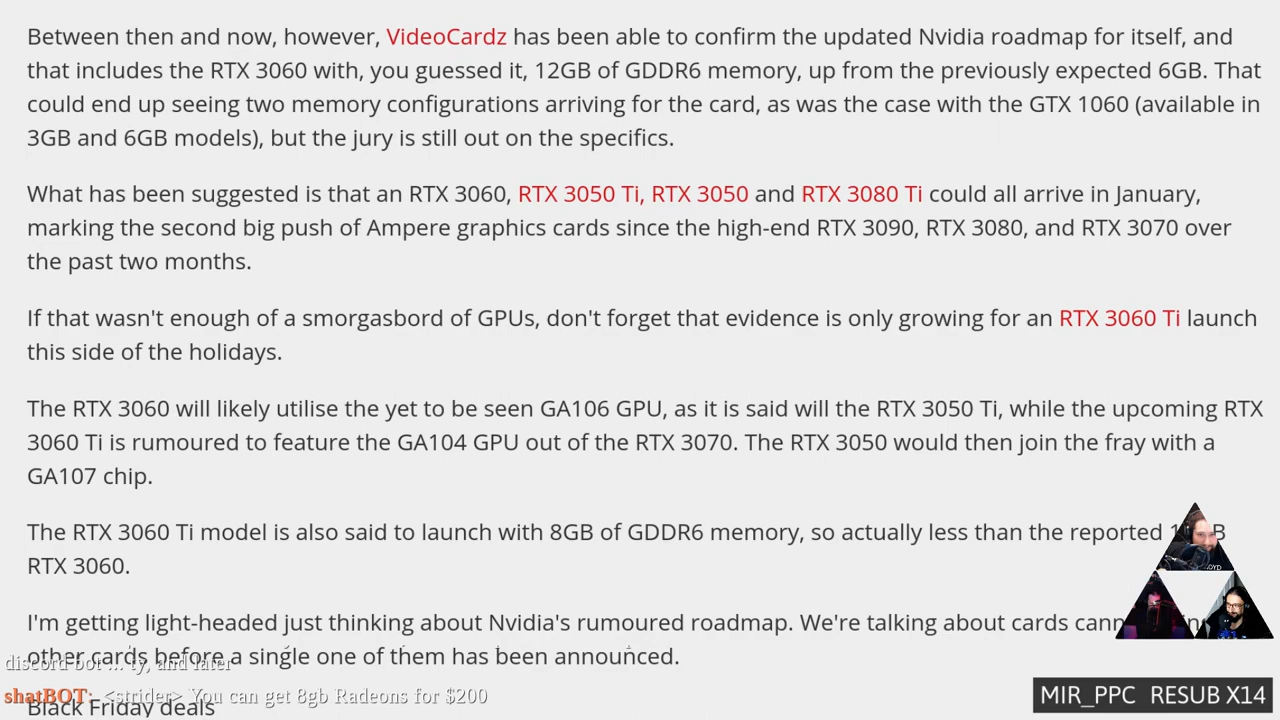 Between then and now, however, VideoCardz has been able to confirm the updated Nvidia roadmap for itself, and
that includes the RTX 3060 with, you guessed it, 12GB of GDDR6 memory, up from the previously expected 6GB. That
could end up seeing two memory configurations arriving for the card, as was the case with the GTX 1060 (available in
3GB and 6GB models), but the jury is still out on the specifics.
What has been suggested is that an RTX 3060, RTX 3050 Ti, RTX 3050 and RTX 3080 Ti could all arrive in January,
marking the second big push of Ampere graphics cards since the high-end RTX 3090, RTX 3080, and RTX 3070 over
the past two months.
If that wasn't enough of a smorgasbord of GPUs, don't forget that evidence is only growing for an RTX 3060 Ti launch
this side of the holidays.
The RTX 3060 will likely utilise the yet to be seen GA106 GPU, as it is said will the RTX 3050 Ti, while the upcoming RTX
3060 Ti is rumoured to feature the GA104 GPU out of the RTX 3070. The RTX 3050 would then join the fray with a
GA107 chip.
The RTX 3060 Ti model is also said to launch with 8GB of GDDR6 memory, so actually less than the reported
RTX 3060.
I'm getting light-headed just thinking about Nvidia's rumoured roadmap. We're talking about cards
other cards before a single one of them has been announced.
discord bot ... ty, and later
shatBOT: <strider> You can get 8gb Radeons for $200
Black Friday deals
MIR_PPC RESUB X14